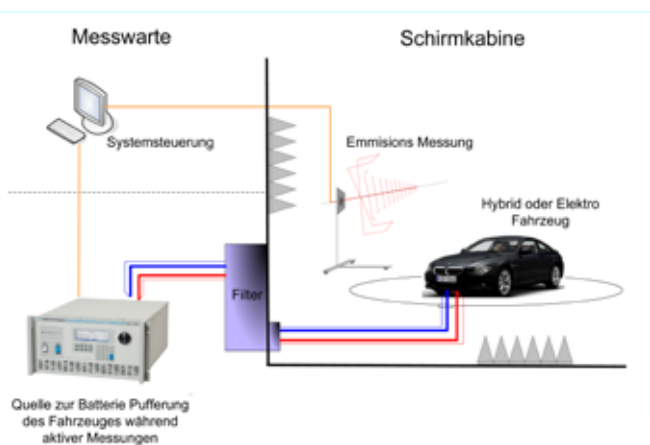 Messwarte
Schirmkabine
Systemsteuerung
Emmisions Messung
Hybrid oder Elektro
Fahrzeug
Filter
Quelle zur Batterie Pufferung
des Fahrzeuges während
aktiver Messungen